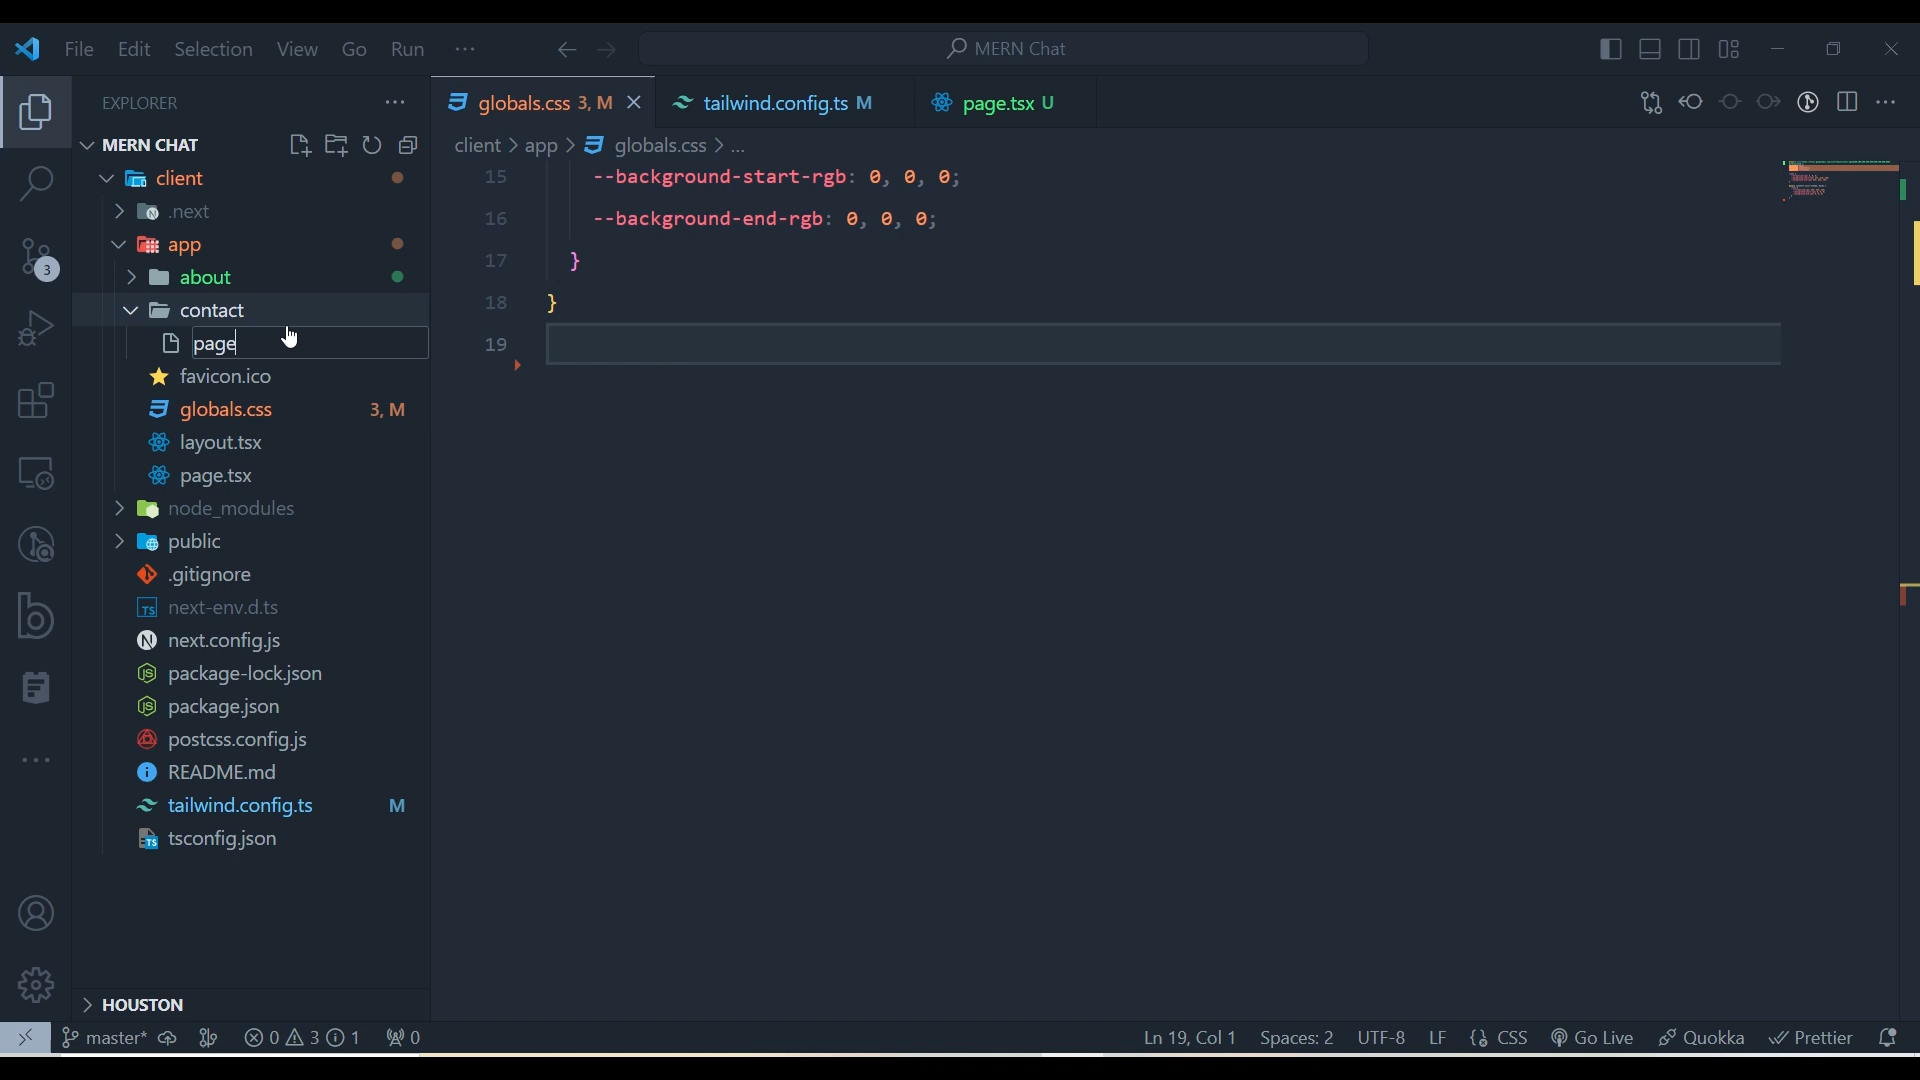 File Edit Selection View Go Run ···
MERN Chat
EXPLORER ···
MERN CHAT
client
.next
app
about
contact
page
favicon.ico
globals.css 3, M
layout.tsx
page.tsx
node_modules
public
.gitignore
next-env.d.ts
next.config.js
package-lock.json
package.json
postcss.config.js
README.md
tailwind.config.ts M
tsconfig.json
HOUSTON
3
globals.css 3, M
tailwind.config.ts M
page.tsx U
client > app > globals.css > ...
15 --background-start-rgb: 0, 0, 0;
16 --background-end-rgb: 0, 0, 0;
17 }
18 }
19
master* 0 3 1 0
Ln 19, Col 1 Spaces: 2 UTF-8 LF CSS Go Live Quokka Prettier